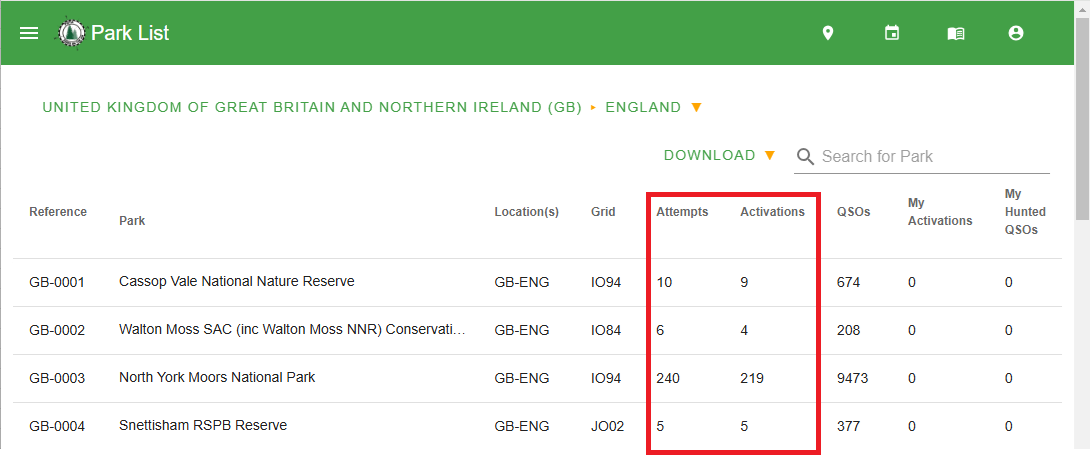 Park List
UNITED KINGDOM OF GREAT BRITAIN AND NORTHERN IRELAND (GB) ▸ ENGLAND ▼
DOWNLOAD ▼ Search for Park
Reference Park Location(s) Grid Attempts Activations QSOs My Activations My Hunted QSOs
GB-0001 Cassop Vale National Nature Reserve GB-ENG IO94 10 9 674 0 0
GB-0002 Walton Moss SAC (inc Walton Moss NNR) Conservati... GB-ENG IO84 6 4 208 0 0
GB-0003 North York Moors National Park GB-ENG IO94 240 219 9473 0 0
GB-0004 Snettisham RSPB Reserve GB-ENG JO02 5 5 377 0 0